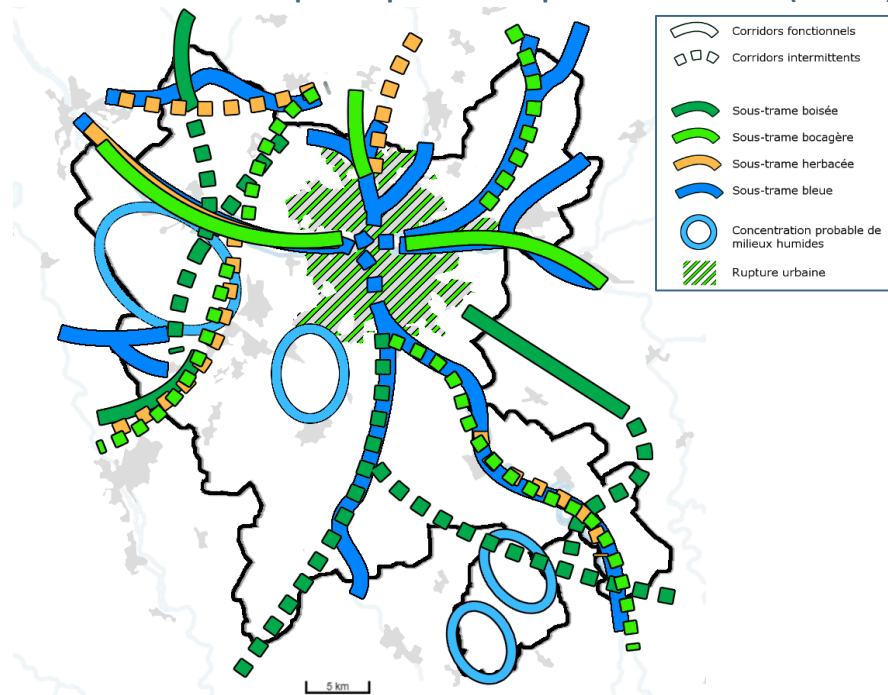 Corridors fonctionnels
Corridors intermittents
Sous-trame boisée
Sous-trame bocagère
Sous-trame herbacée
Sous-trame bleue
Concentration probable de
milieux humides
Rupture urbaine
5 km